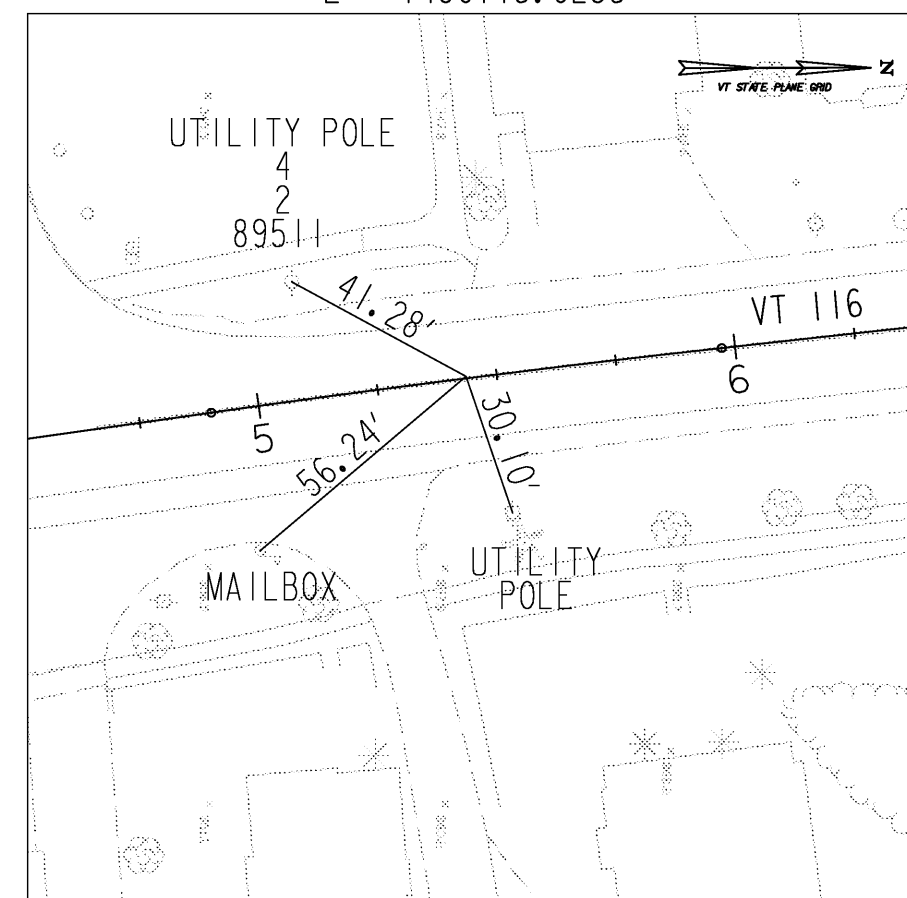 N
VT STATE PLANE GRID
UTILITY POLE
4
2
89511
41.28'
VT 116
6
5
30.10'
56.24'
MAILBOX
UTILITY
POLE